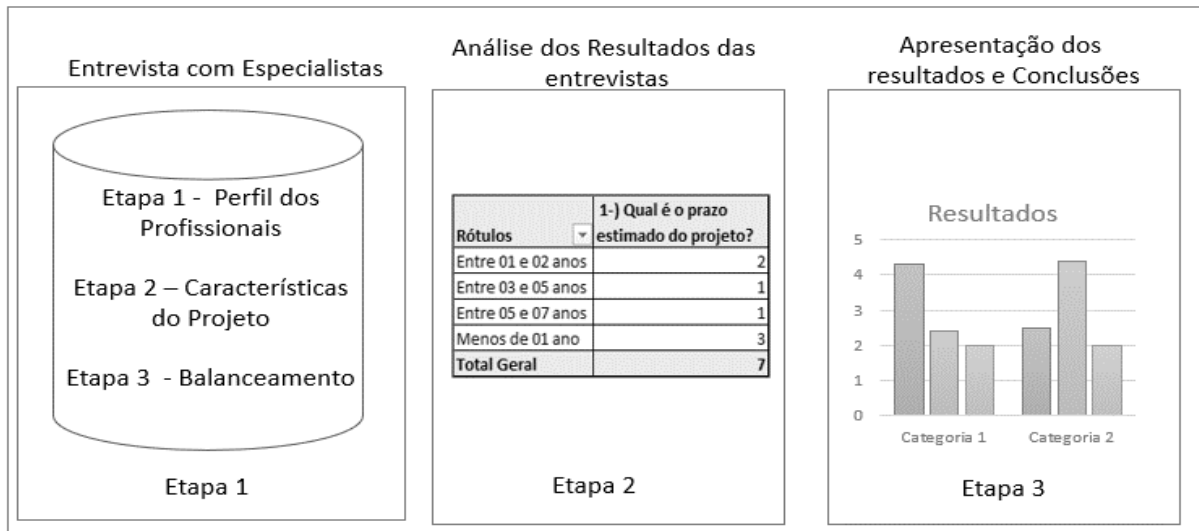 Entrevista com Especialistas
Etapa 1 - Perfil dos
Profissionais
Etapa 2 – Características
do Projeto
Etapa 3 - Balanceamento
Etapa 1
Análise dos Resultados das
entrevistas
Rótulos
1-) Qual é o prazo
estimado do projeto?
Entre 01 e 02 anos 2
Entre 03 e 05 anos 1
Entre 05 e 07 anos 1
Menos de 01 ano 3
Total Geral 7
Etapa 2
Apresentação dos
resultados e Conclusões
Resultados
5
4
3
2
1
0
Categoria 1 Categoria 2
Etapa 3